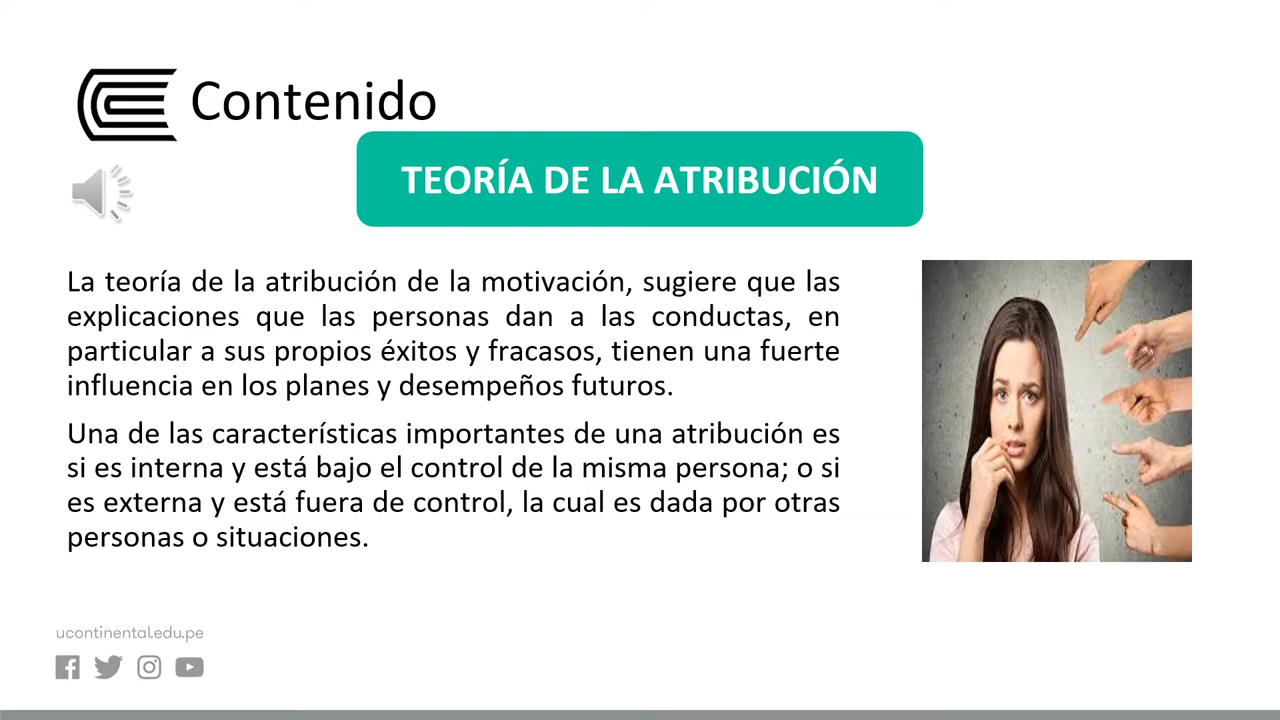 Contenido
TEORÍA DE LA ATRIBUCIÓN
La teoría de la atribución de la motivación, sugiere que las
explicaciones que las personas dan a las conductas, en
particular a sus propios éxitos y fracasos, tienen una fuerte
influencia en los planes y desempeños futuros.
Una de las características importantes de una atribución es
si es interna y está bajo el control de la misma persona; o si
es externa y está fuera de control, la cual es dada por otras
personas o situaciones.
ucontinental.edu.pe